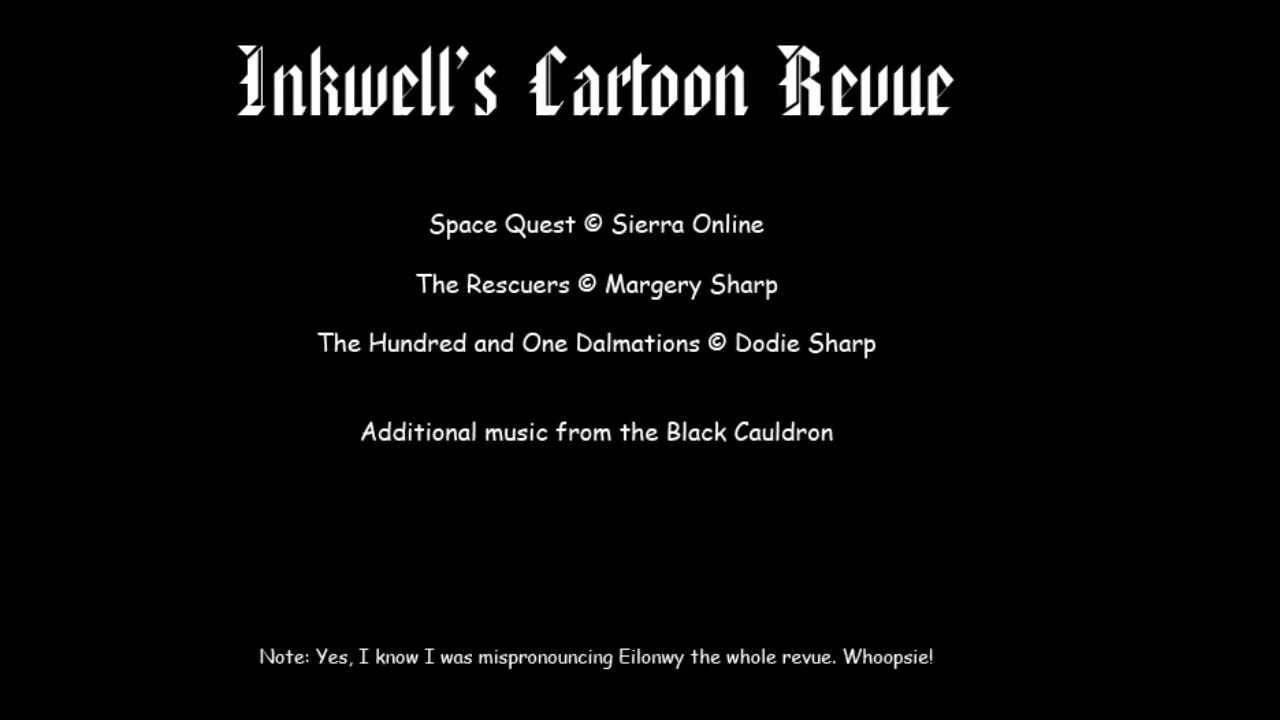 Inkwell's Cartoon Revue
Space Quest © Sierra Online
The Rescuers © Margery Sharp
The Hundred and One Dalmations © Dodie Sharp
Additional music from the Black Cauldron
Note: Yes, I know I was mispronouncing Eilonwy the whole revue. Whoopsie!